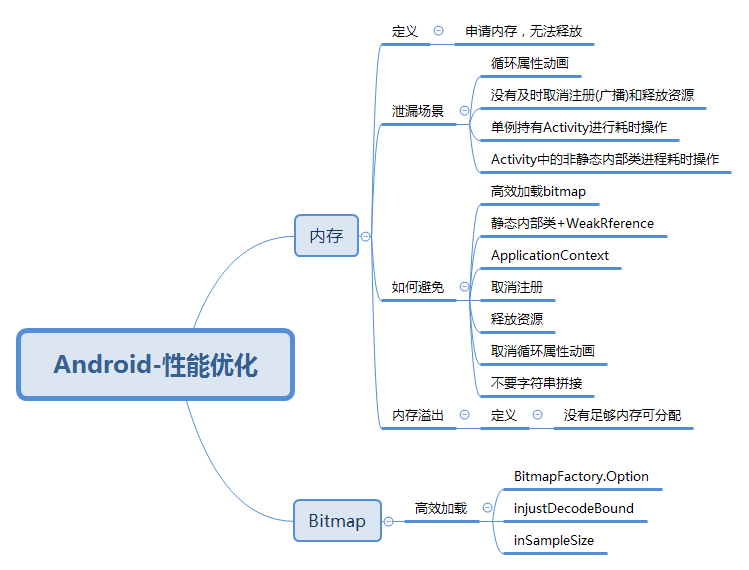 Android-性能优化
内存
定义
申请内存，无法释放
泄漏场景
循环属性动画
没有及时取消注册(广播)和释放资源
单例持有Activity进行耗时操作
Activity中的非静态内部类进程耗时操作
如何避免
高效加载bitmap
静态内部类+WeakRference
ApplicationContext
取消注册
释放资源
取消循环属性动画
不要字符串拼接
内存溢出
定义
没有足够内存可分配
Bitmap
高效加载
BitmapFactory.Option
injustDecodeBound
inSampleSize